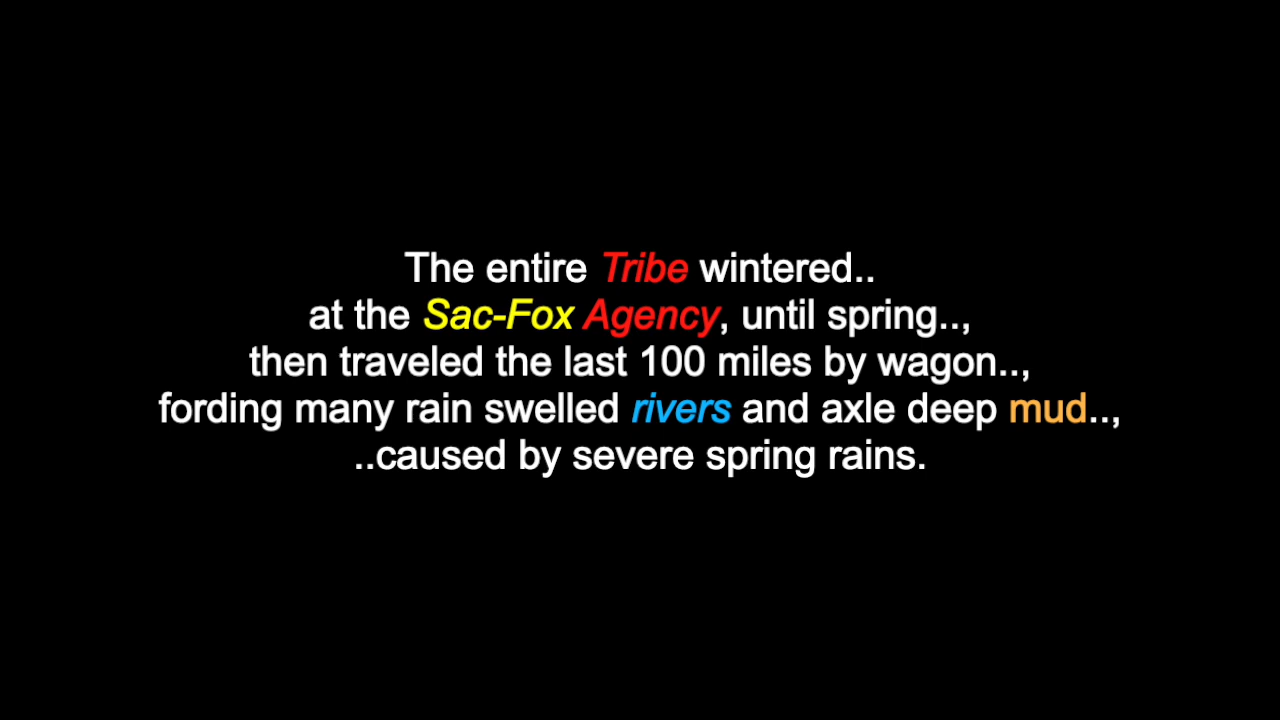 The entire Tribe wintered..
at the Sac-Fox Agency, until spring..,
then traveled the last 100 miles by wagon..,
fording many rain swelled rivers and axle deep mud..,
..caused by severe spring rains.